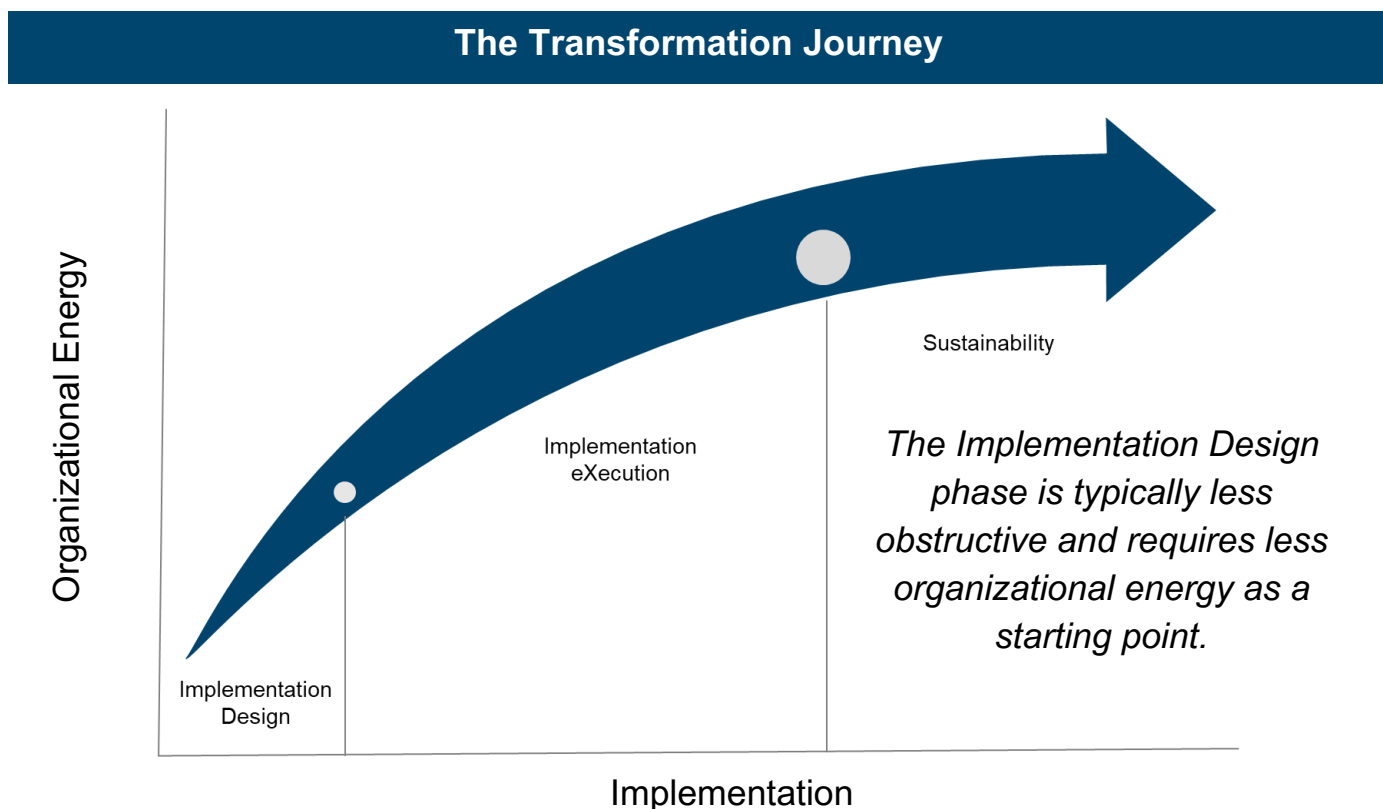 The Transformation Journey
Organizational Energy
Sustainability
Implementation
eXecution
The Implementation Design
phase is typically less
obstructive and requires less
organizational energy as a
starting point.
Implementation
Design
Implementation